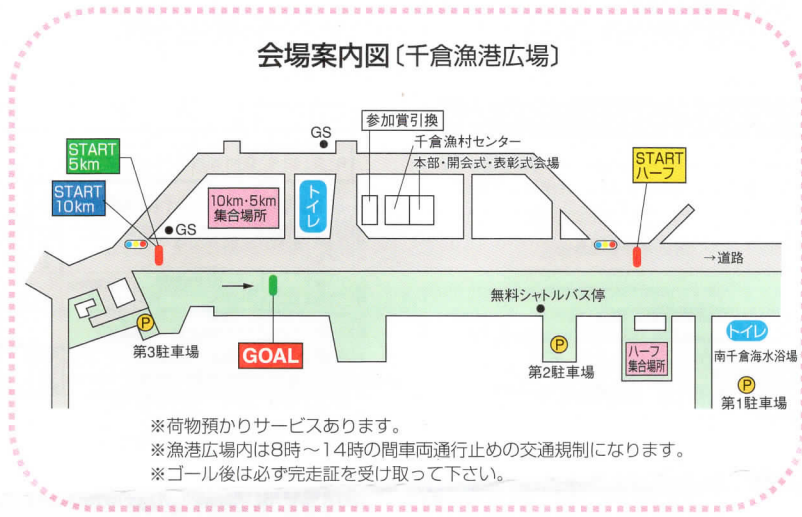 会場案内図〔千倉漁港広場〕
参加賞引換
GS
千倉漁村センター
本部・開会式・表彰式会場
START
5km
START
ハーフ
START
10km
10km・5km
集合場所
トイレ
GS
→道路
無料シャトルバス停
P
第3駐車場
GOAL
P
第2駐車場
ハーフ
集合場所
トイレ
南千倉海水浴場
P
第1駐車場
※荷物預かりサービスあります。
※漁港広場内は8時～14時の間車両通行止めの交通規制になります。
※ゴール後は必ず完走証を受け取って下さい。